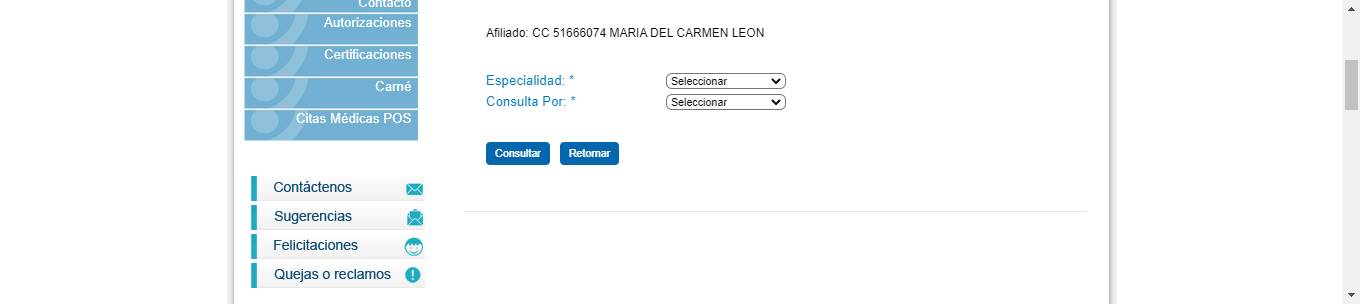 Contacto
Autorizaciones
Certificaciones
Carné
Citas Médicas POS
Contáctenos
Sugerencias
Felicitaciones
Quejas o reclamos
Afiliado: CC 51666074 MARIA DEL CARMEN LEON
Especialidad: * Seleccionar
Consulta Por: * Seleccionar
Consultar Retornar